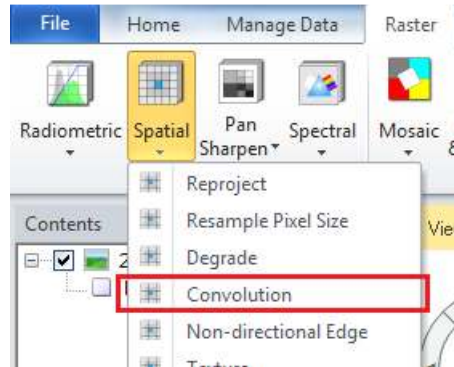 File Home Manage Data Raster
Radiometric Spatial Pan Sharpen Spectral Mosaic &
Reproject
Contents Resample Pixel Size Vie
2 Degrade
Convolution
Non-directional Edge